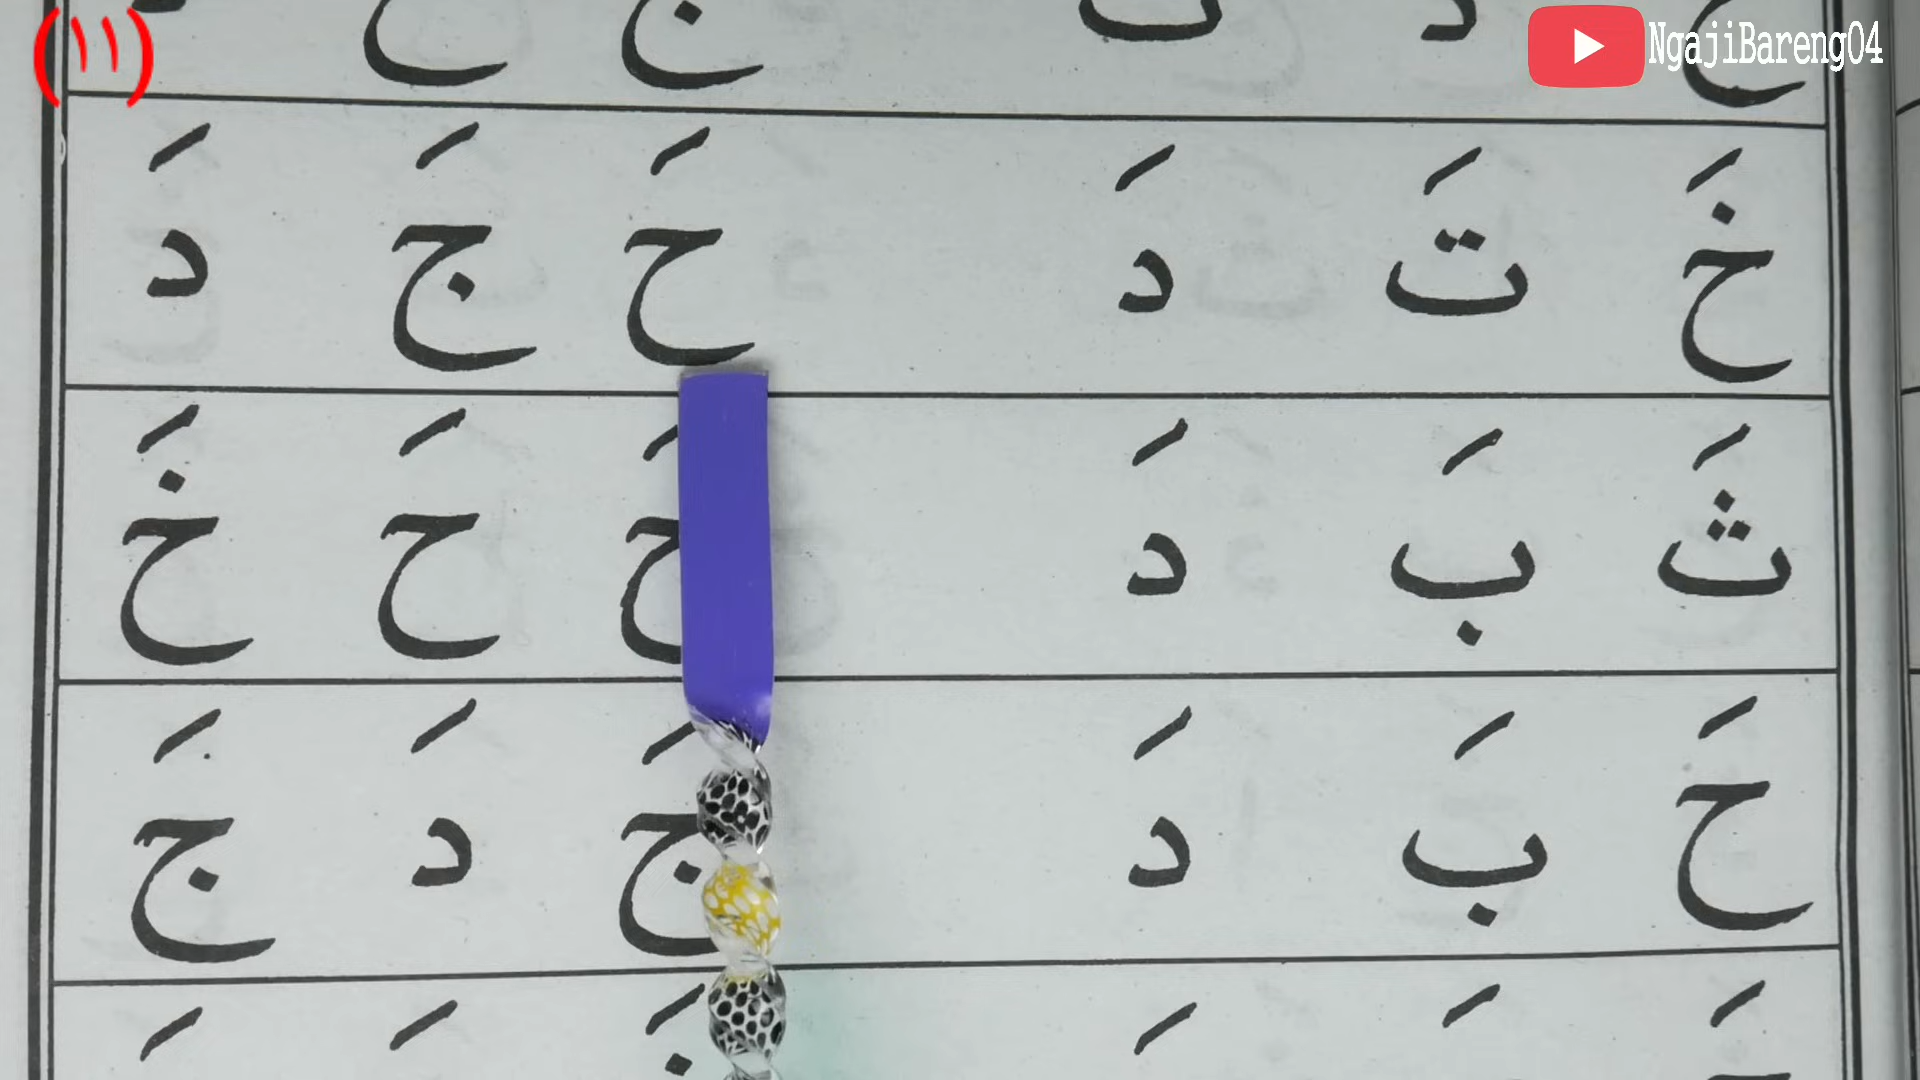 (١١)
NgajiBareng04
خَ تَ دَ حَ جَ دَ
ثَ بَ دَ حَ خَ
حَ بَ دَ جَ دَ جَ